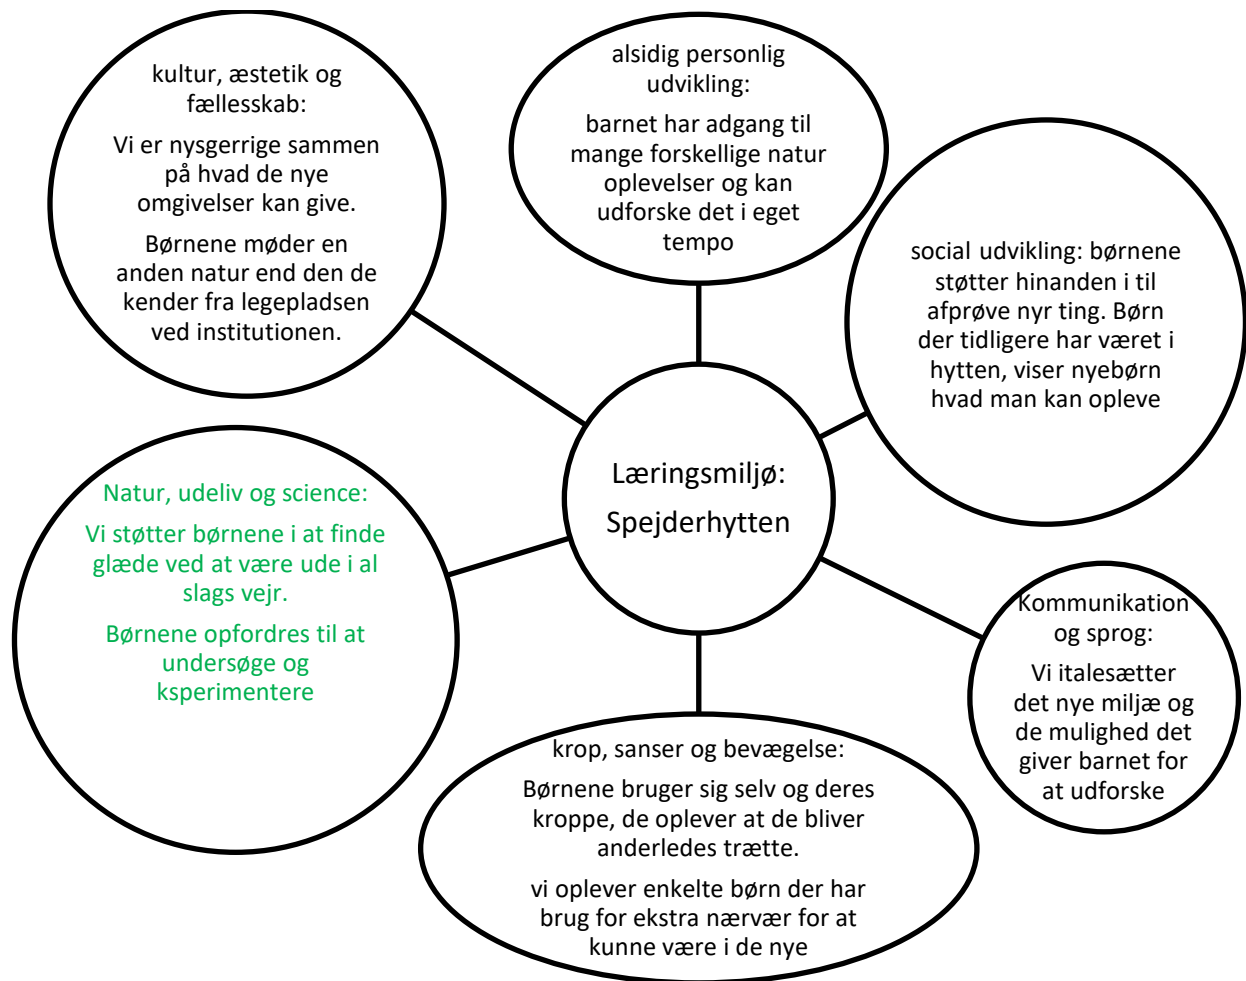 kultur, æstetik og
fællesskab:
Vi er nysgerrige sammen
på hvad de nye
omgivelser kan give.
Børnene møder en
anden natur end den de
kender fra legepladsen
ved institutionen.
alsidig personlig
udvikling:
barnet har adgang til
mange forskellige natur
oplevelser og kan
udforske det i eget
tempo
social udvikling: børnene
støtter hinanden i til
afprøve nyr ting. Børn
der tidligere har været i
hytten, viser nyebørn
hvad man kan opleve
Læringsmiljø:
Spejderhytten
Natur, udeliv og science:
Vi støtter børnene i at finde
glæde ved at være ude i al
slags vejr.
Børnene opfordres til at
undersøge og
ksperimentere
Kommunikation
og sprog:
Vi italesætter
det nye miljæ og
de mulighed det
giver barnet for
at udforske
krop, sanser og bevægelse:
Børnene bruger sig selv og deres
kroppe, de oplever at de bliver
anderledes trætte.
vi oplever enkelte børn der har
brug for ekstra nærvær for at
kunne være i de nye